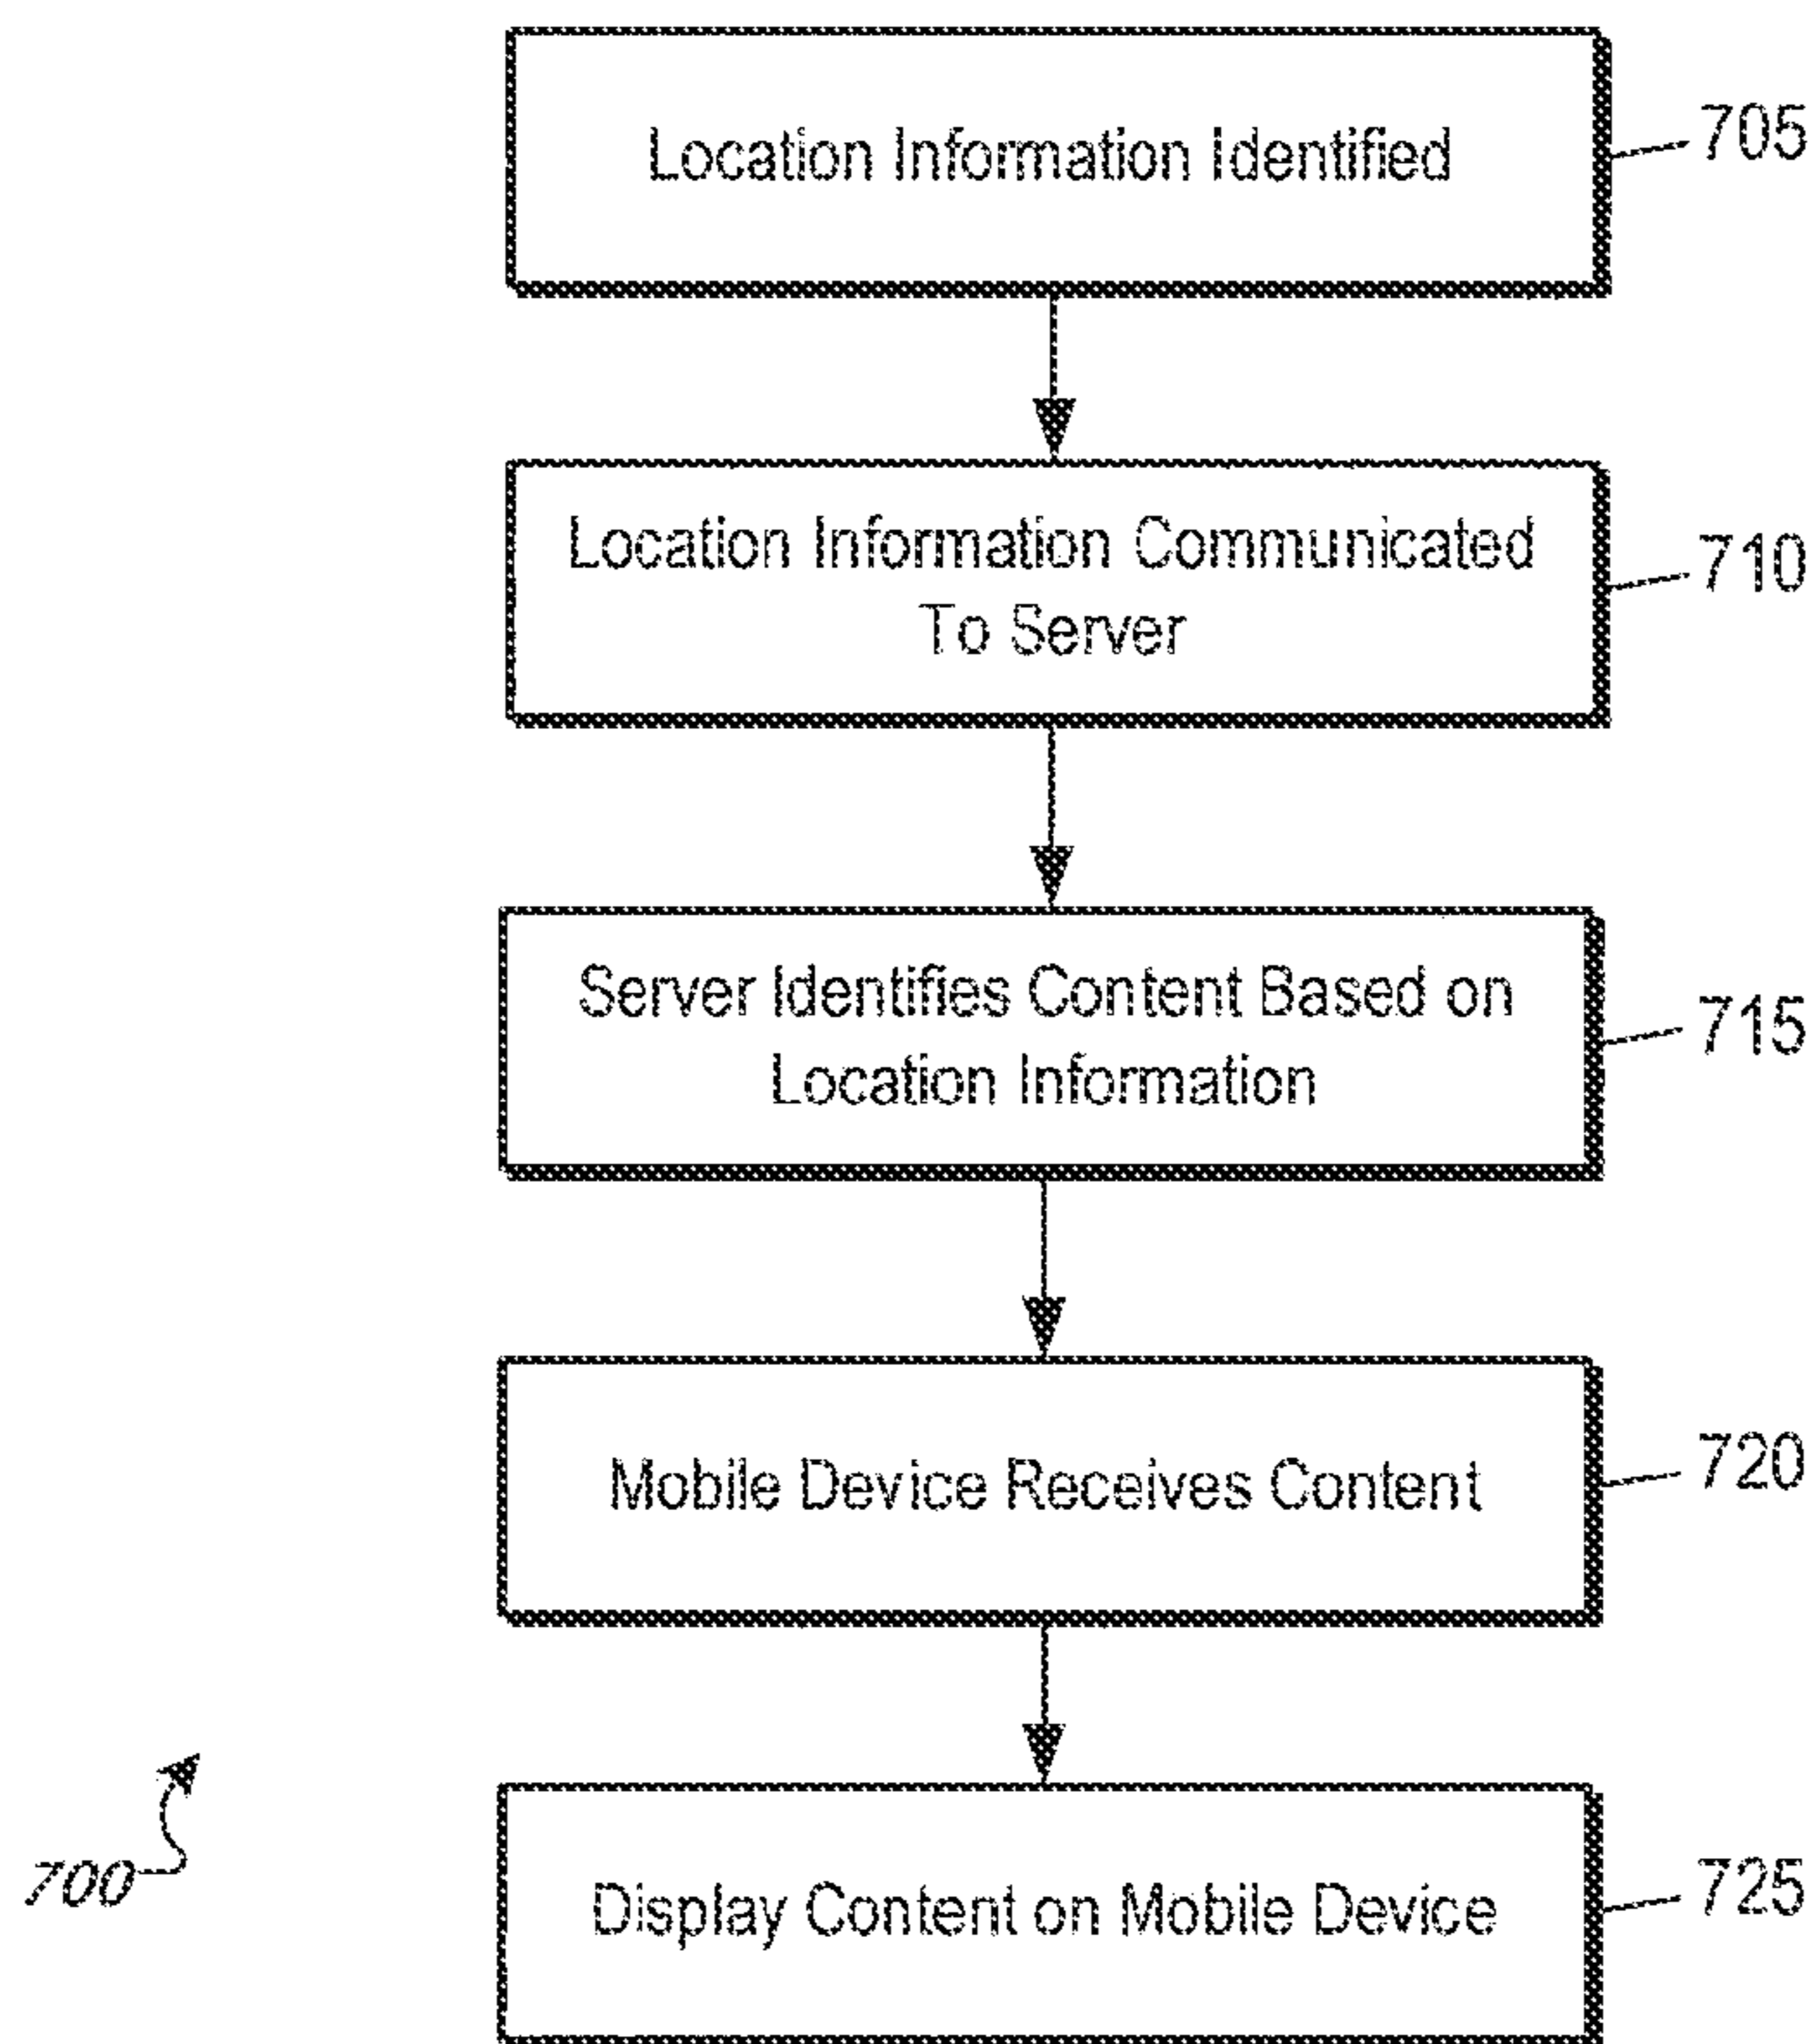 Location Information Identified
705
Location Information Communicated
To Server
710
Server Identifies Content Based on
Location Information
715
Mobile Device Receives Content
720
Display Content on Mobile Device
725
700